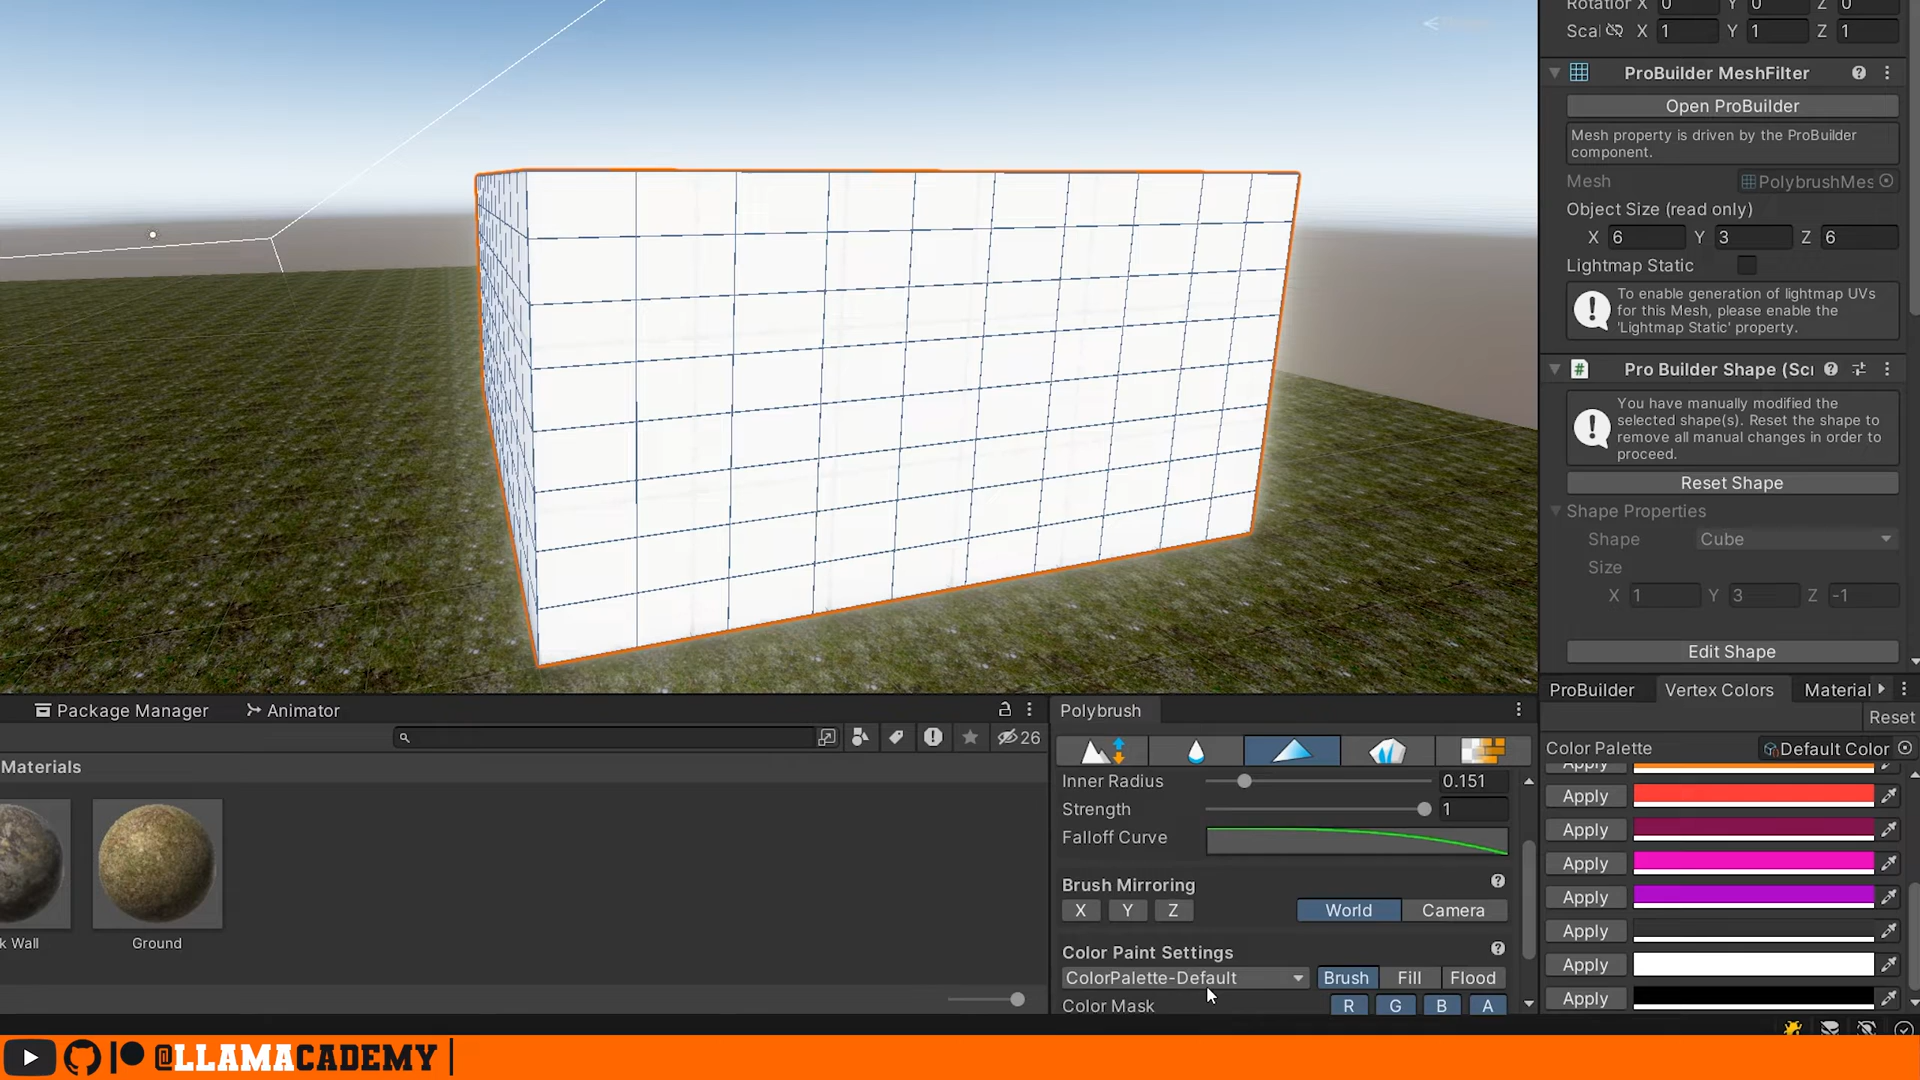 Rotation X 0 Y 0 Z 0
Scal X 1 Y 1 Z 1
ProBuilder MeshFilter
Open ProBuilder
Mesh property is driven by the ProBuilder
component.
Mesh PolybrushMes
Object Size (read only)
X 6 Y 3 Z 6
Lightmap Static
To enable generation of lightmap UVs
for this Mesh, please enable the
'Lightmap Static' property.
Pro Builder Shape (Scr
You have manually modified the
selected shape(s). Reset the shape to
remove all manual changes in order to
proceed.
Reset Shape
Shape Properties
Shape Cube
Size
X 1 Y 3 Z -1
Edit Shape
ProBuilder Vertex Colors Material
Reset
Color Palette Default Color
Apply
Apply
Apply
Apply
Apply
Apply
Apply
Apply
Package Manager Animator
26
Materials
k Wall
Ground
Polybrush
Inner Radius 0.151
Strength 1
Falloff Curve
Brush Mirroring
X Y Z World Camera
Color Paint Settings
ColorPalette-Default Brush Fill Flood
Color Mask R G B A
@LLAMACADEMY